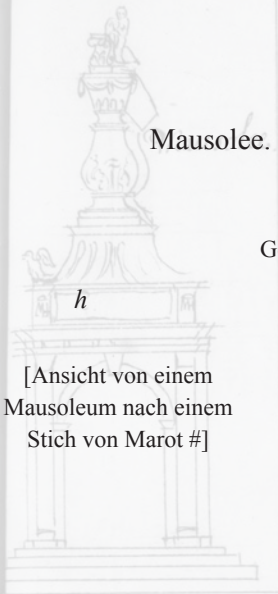 Mausolee.
G
h
[Ansicht von einem
Mausoleum nach einem
Stich von Marot #]